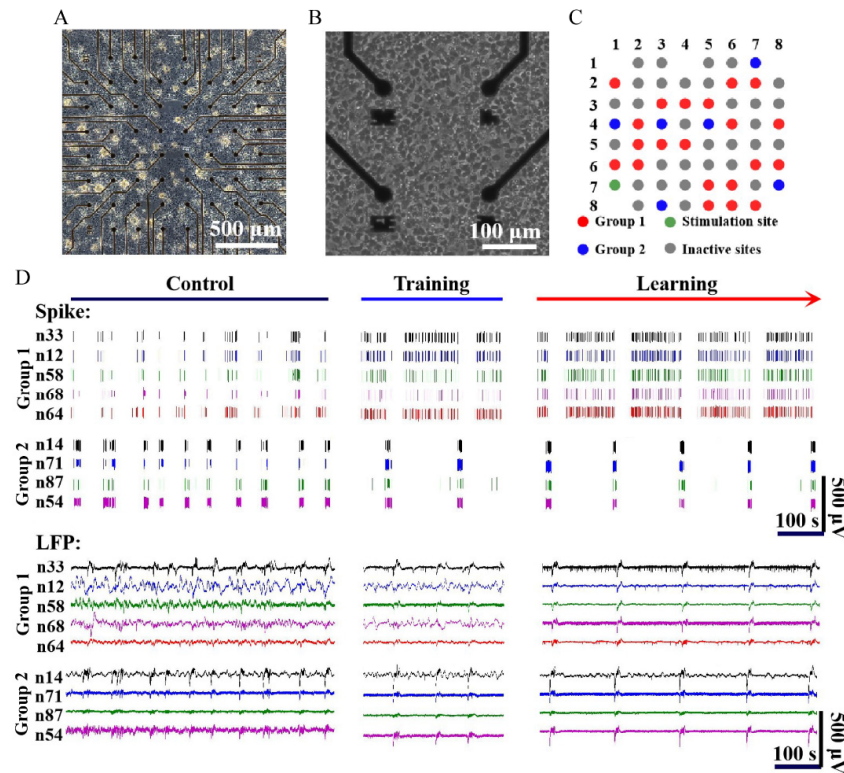 A
B
C
500 µm
100 µm
1 2 3 4 5 6 7 8
1
2
3
4
5
6
7
8
Group 1
Stimulation site
Group 2
Inactive sites
D
Control
Training
Learning
Spike:
Group 1
n33
n12
n58
n68
n64
Group 2
n14
n71
n87
n54
500 µV
100 s
LFP:
Group 1
n33
n12
n58
n68
n64
Group 2
n14
n71
n87
n54
500 µV
100 s